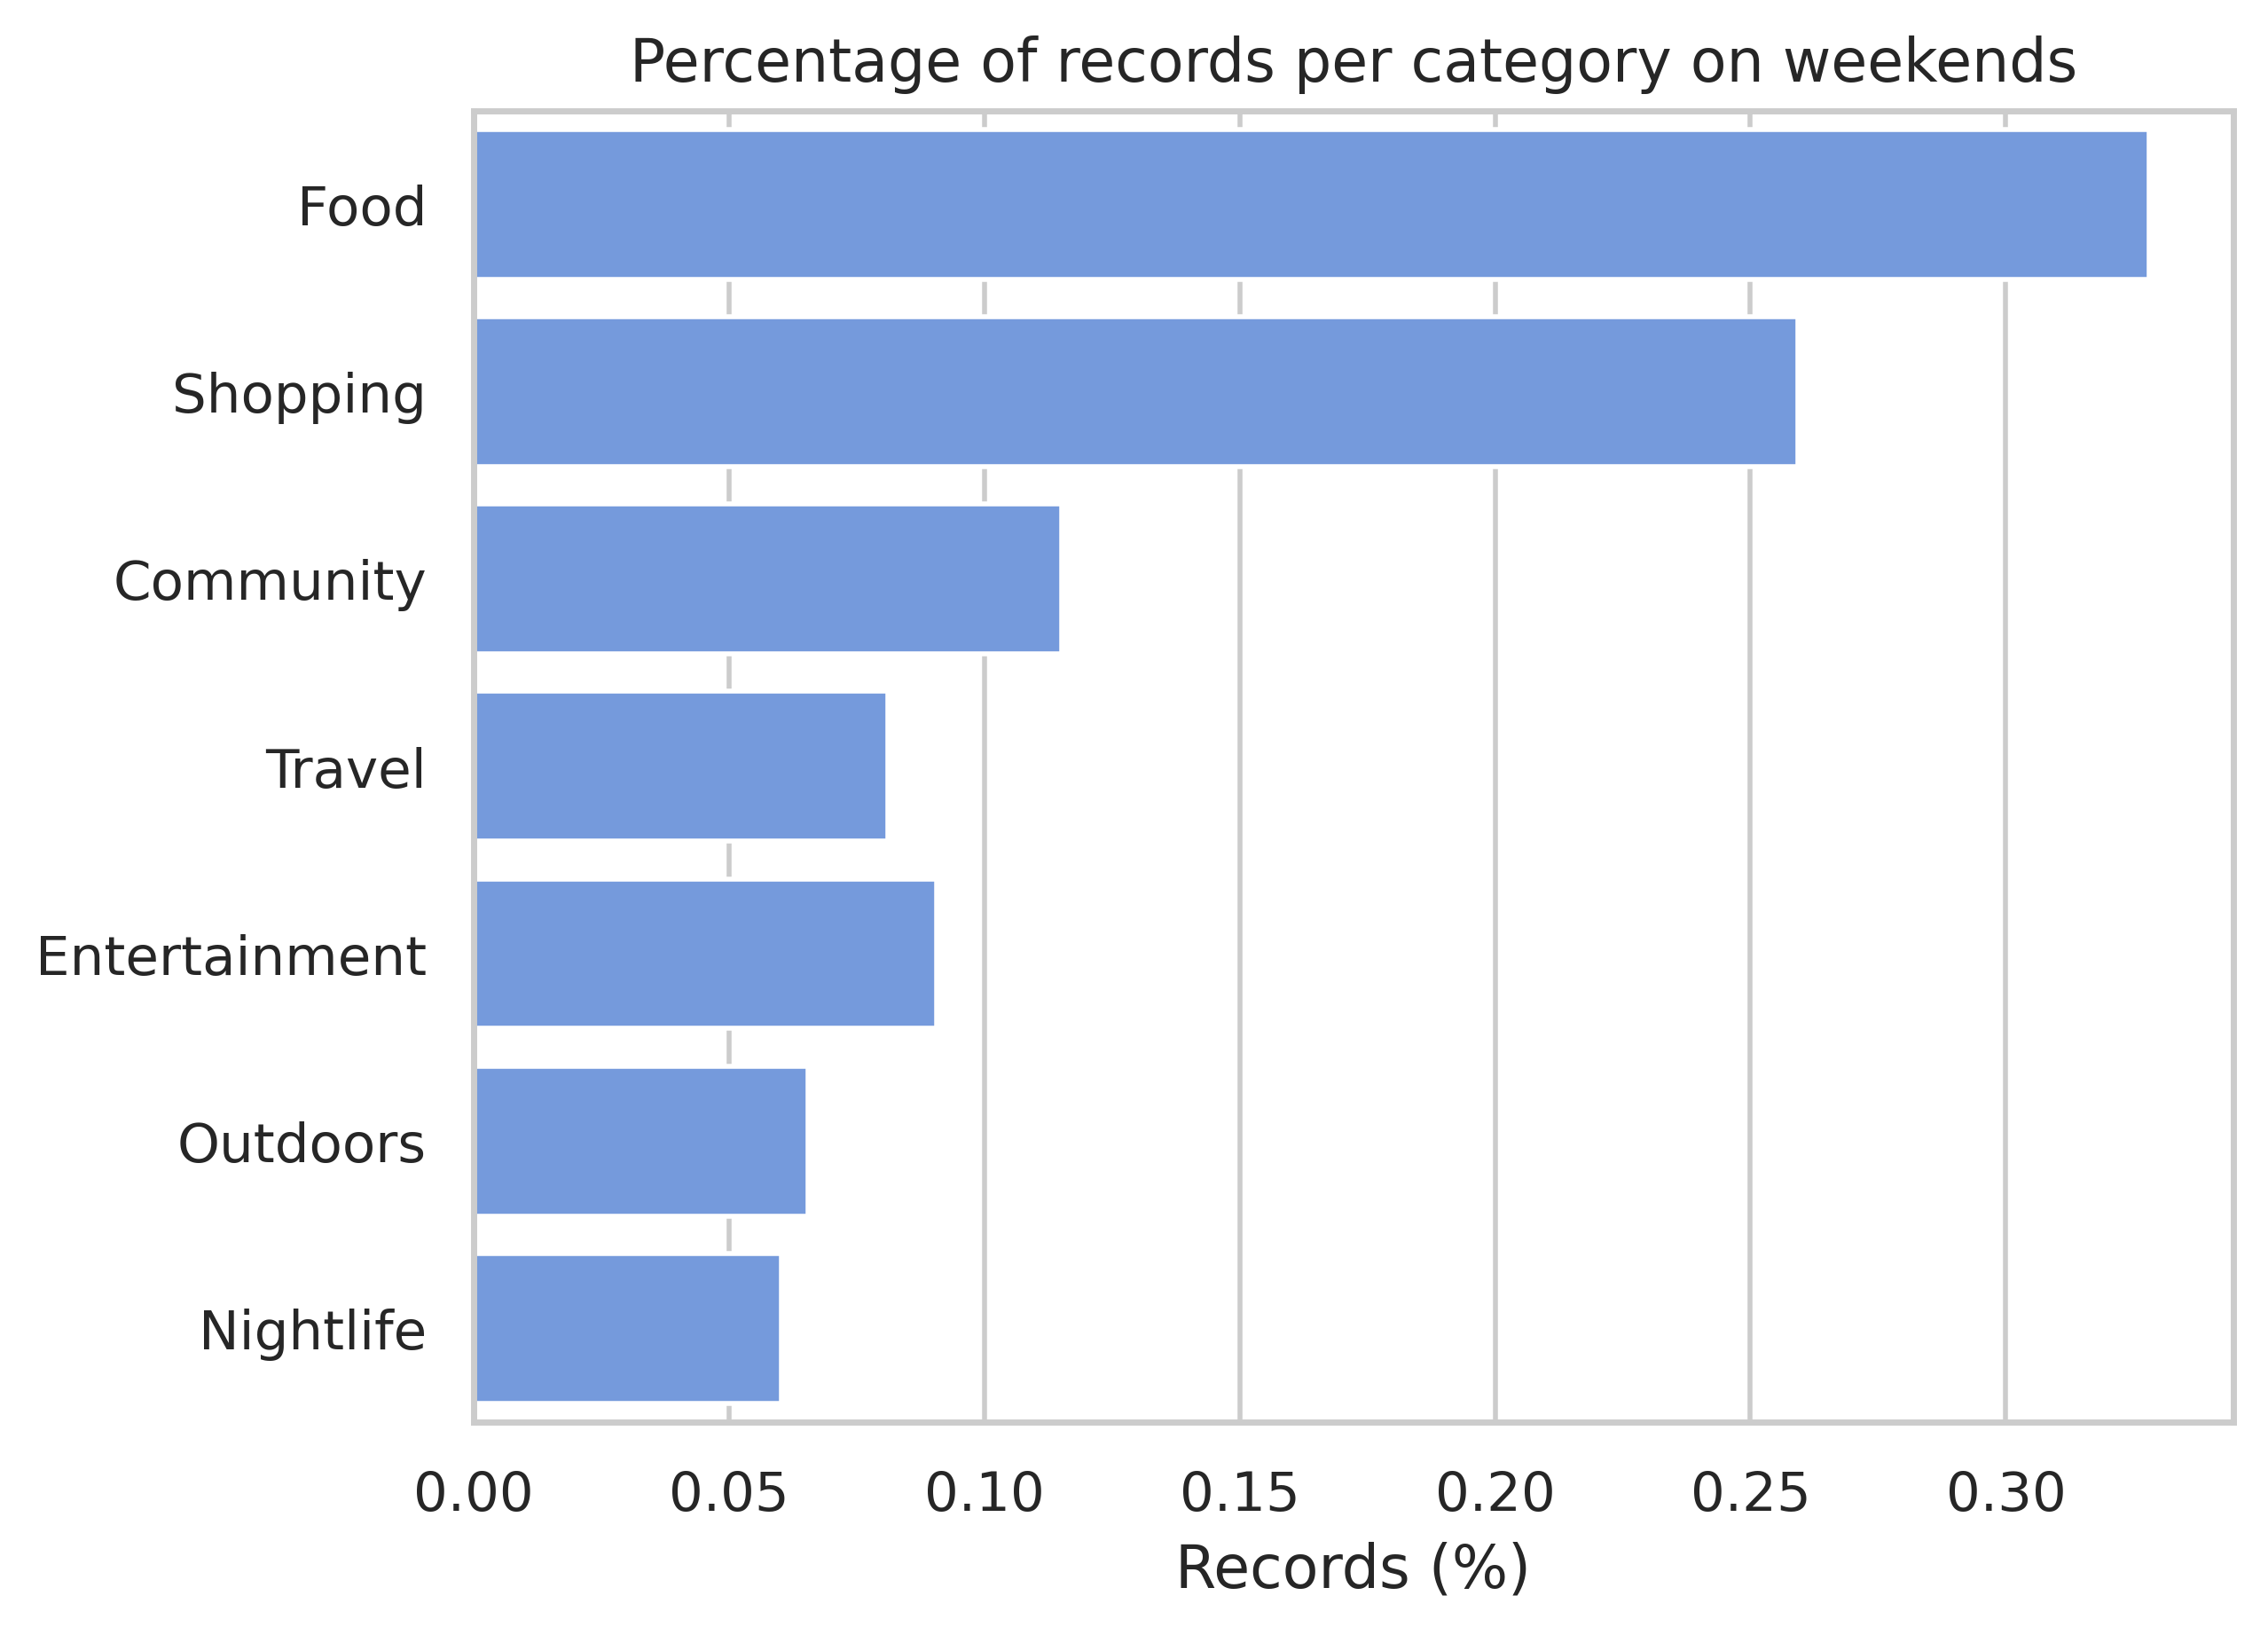 Percentage of records per category on weekends
Food
Shopping
Community
Travel
Entertainment
Outdoors
Nightlife
0.00 0.05 0.10 0.15 0.20 0.25 0.30
Records (%)